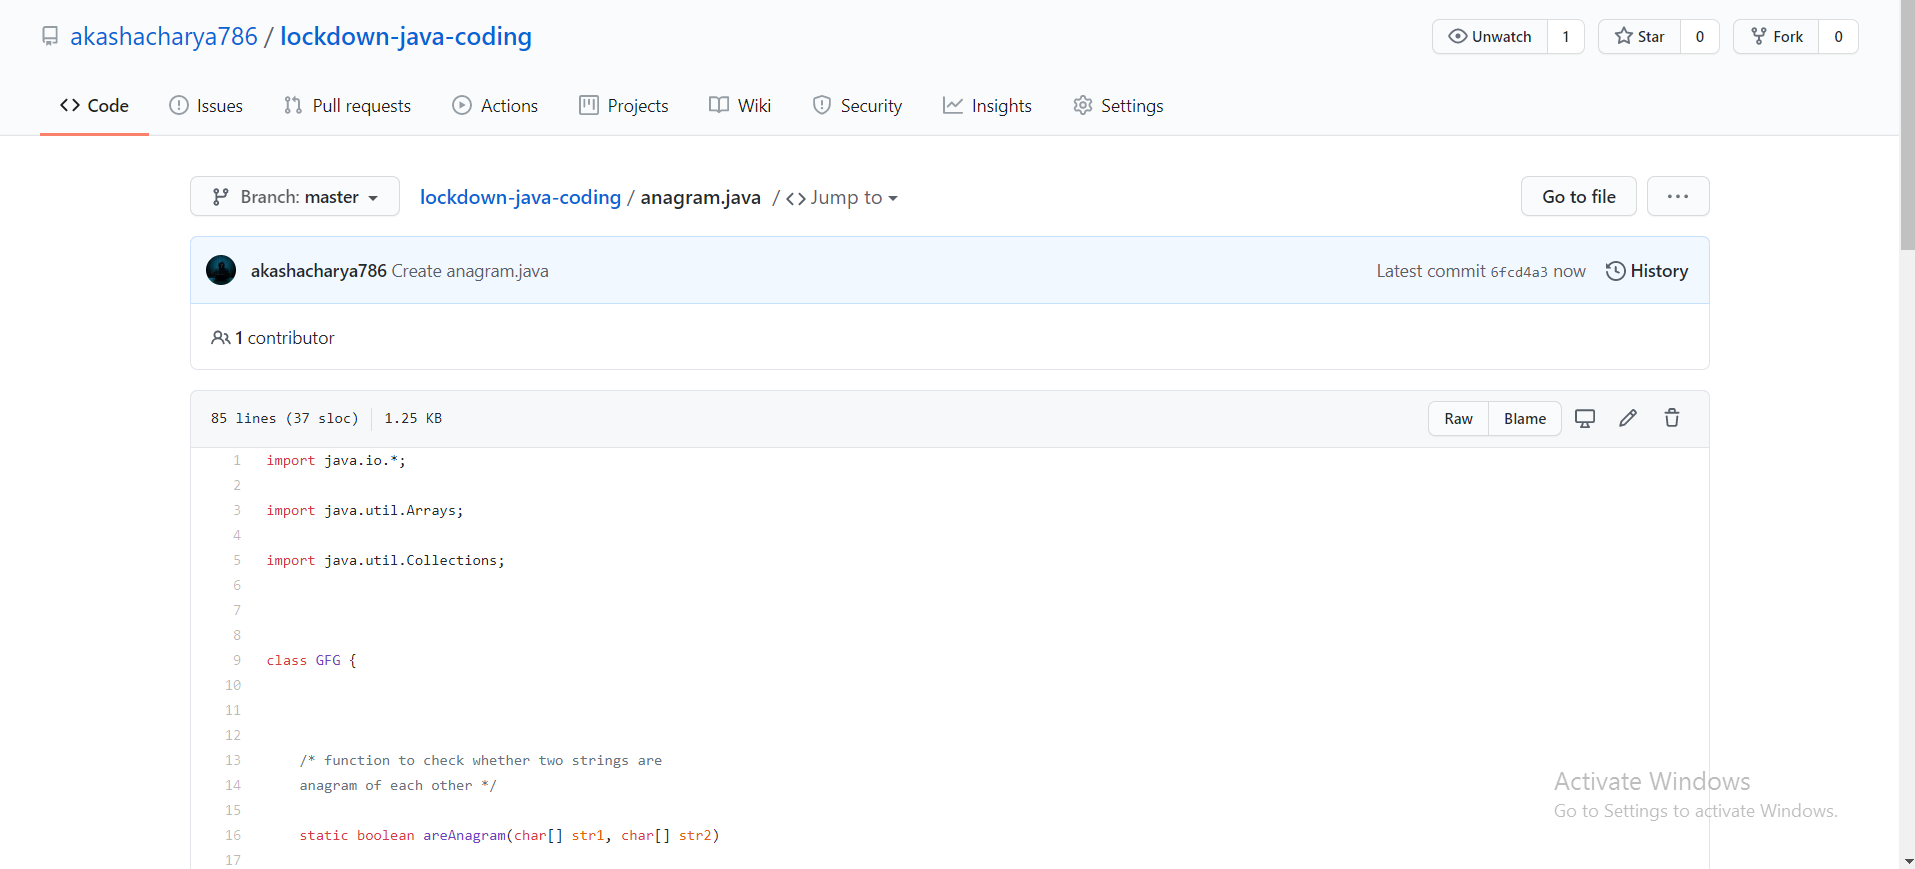 akashacharya786 / lockdown-java-coding
Unwatch 1 Star 0 Fork 0
Code Issues Pull requests Actions Projects Wiki Security Insights Settings
Branch: master lockdown-java-coding / anagram.java / <> Jump to Go to file ...
akashacharya786 Create anagram.java Latest commit 6fcd4a3 now History
1 contributor
85 lines (37 sloc) 1.25 KB Raw Blame
1 import java.io.*;
2
3 import java.util.Arrays;
4
5 import java.util.Collections;
6
7
8
9 class GFG {
10
11
12
13 /* function to check whether two strings are
14 anagram of each other */
15
16 static boolean areAnagram(char[] str1, char[] str2)
17
Activate Windows
Go to Settings to activate Windows.